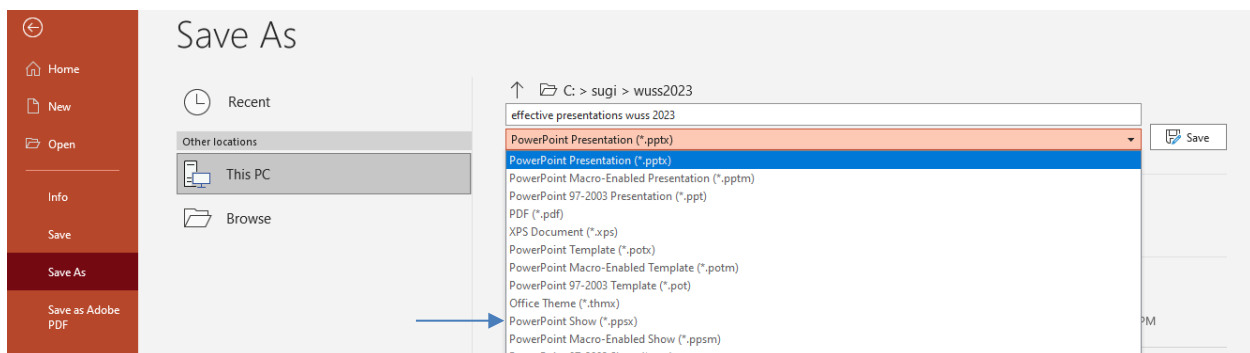 Save As
Home
New
Open
Info
Save
Save As
Save as Adobe
PDF
Recent
Other locations
This PC
Browse
C: > sugi > wuss2023
effective presentations wuss 2023
PowerPoint Presentation (*.pptx)
Save
PowerPoint Presentation (*.pptx)
PowerPoint Macro-Enabled Presentation (*.pptm)
PowerPoint 97-2003 Presentation (*.ppt)
PDF (*.pdf)
XPS Document (*.xps)
PowerPoint Template (*.potx)
PowerPoint Macro-Enabled Template (*.potm)
PowerPoint 97-2003 Template (*.pot)
Office Theme (*.thmx)
PowerPoint Show (*.ppsx)
PM
PowerPoint Macro-Enabled Show (*.ppsm)